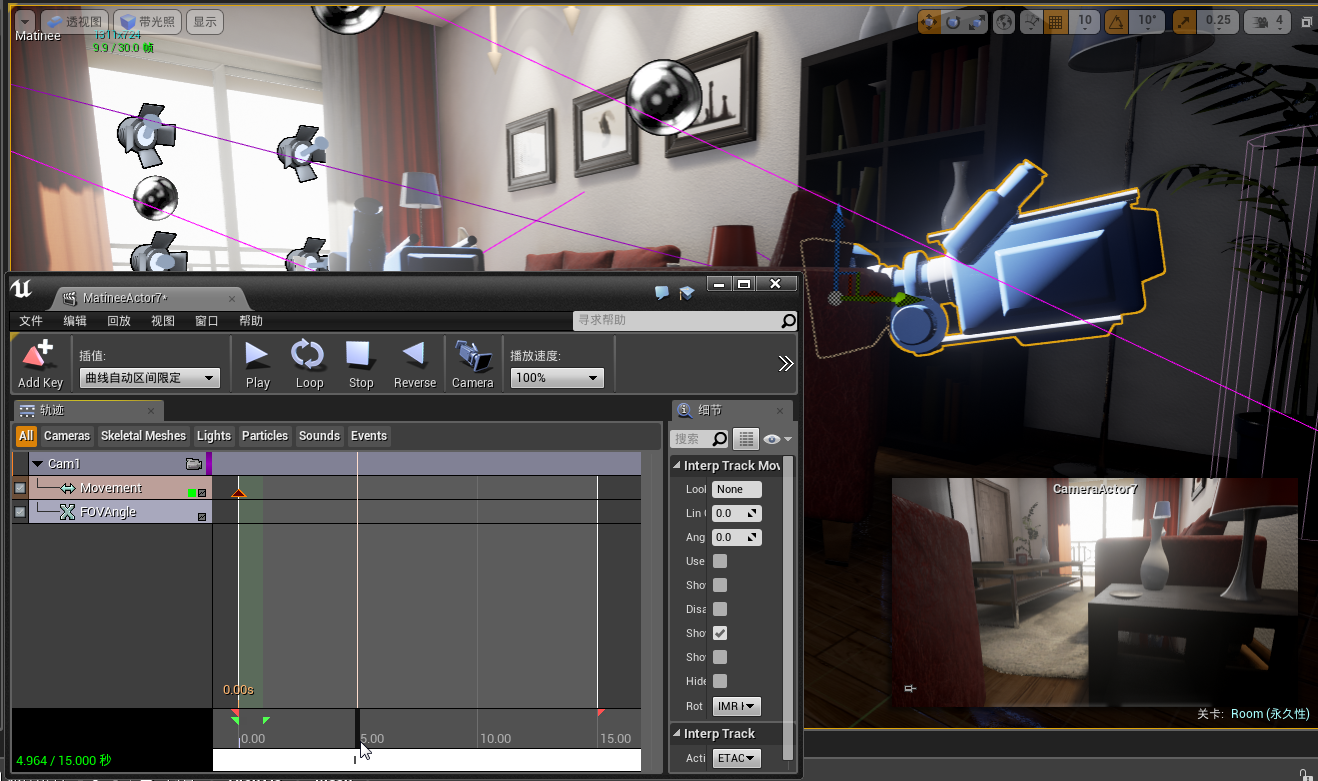 透视图 带光照 显示
10 10° 0.25 4
Matinee
1311x724
9.9 / 30.0 帧
MatineeActor7*
文件 编辑 回放 视图 窗口 帮助
寻求帮助
Add Key
插值:
曲线自动区间限定
Play Loop Stop Reverse Camera
播放速度:
100%
轨迹
细节
All Cameras Skeletal Meshes Lights Particles Sounds Events
搜索
Cam1
Interp Track Mov
Movement
Lool None
FOVAngle
Lin 0.0
Ang 0.0
Use
Sho
Disa
Sho
Sho
Hide
Rot IMR
Interp Track
Acti ETAC
0.00s
0.00 5.00 10.00 15.00
4.964 / 15.000 秒
CameraActor7
关卡: Room (永久性)